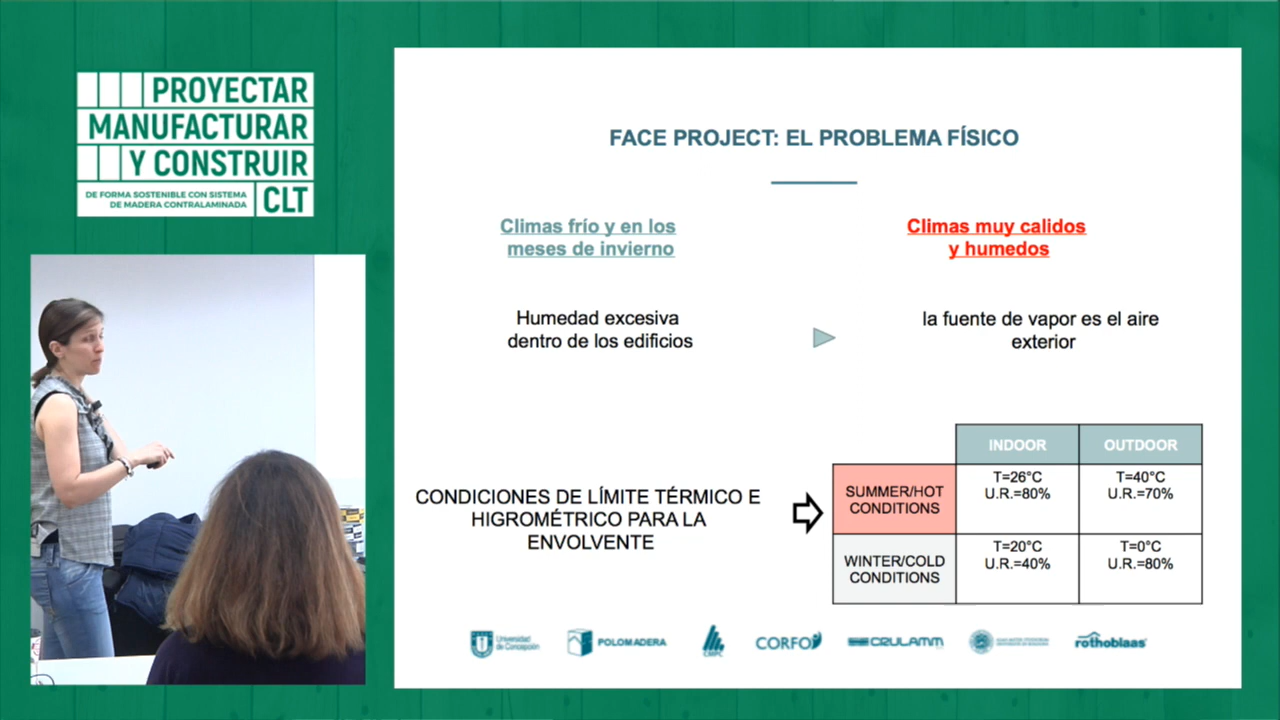 PROYECTAR
MANUFACTURAR
Y CONSTRUIR
DE FORMA SOSTENIBLE CON SISTEMA
DE MADERA CONTRALAMINADA
CLT
FACE PROJECT: EL PROBLEMA FÍSICO
Climas frío y en los
meses de invierno
Climas muy calidos
y humedos
Humedad excesiva
dentro de los edificios
la fuente de vapor es el aire
exterior
CONDICIONES DE LÍMITE TÉRMICO E
HIGROMÉTRICO PARA LA
ENVOLVENTE
INDOOR OUTDOOR
SUMMER/HOT
CONDITIONS
T=26°C
U.R.=80%
T=40°C
U.R.=70%
WINTER/COLD
CONDITIONS
T=20°C
U.R.=40%
T=0°C
U.R.=80%
Universidad
de Concepción
POLOMADERA
CMPC
CORFO
CRULAMM
rothoblaas